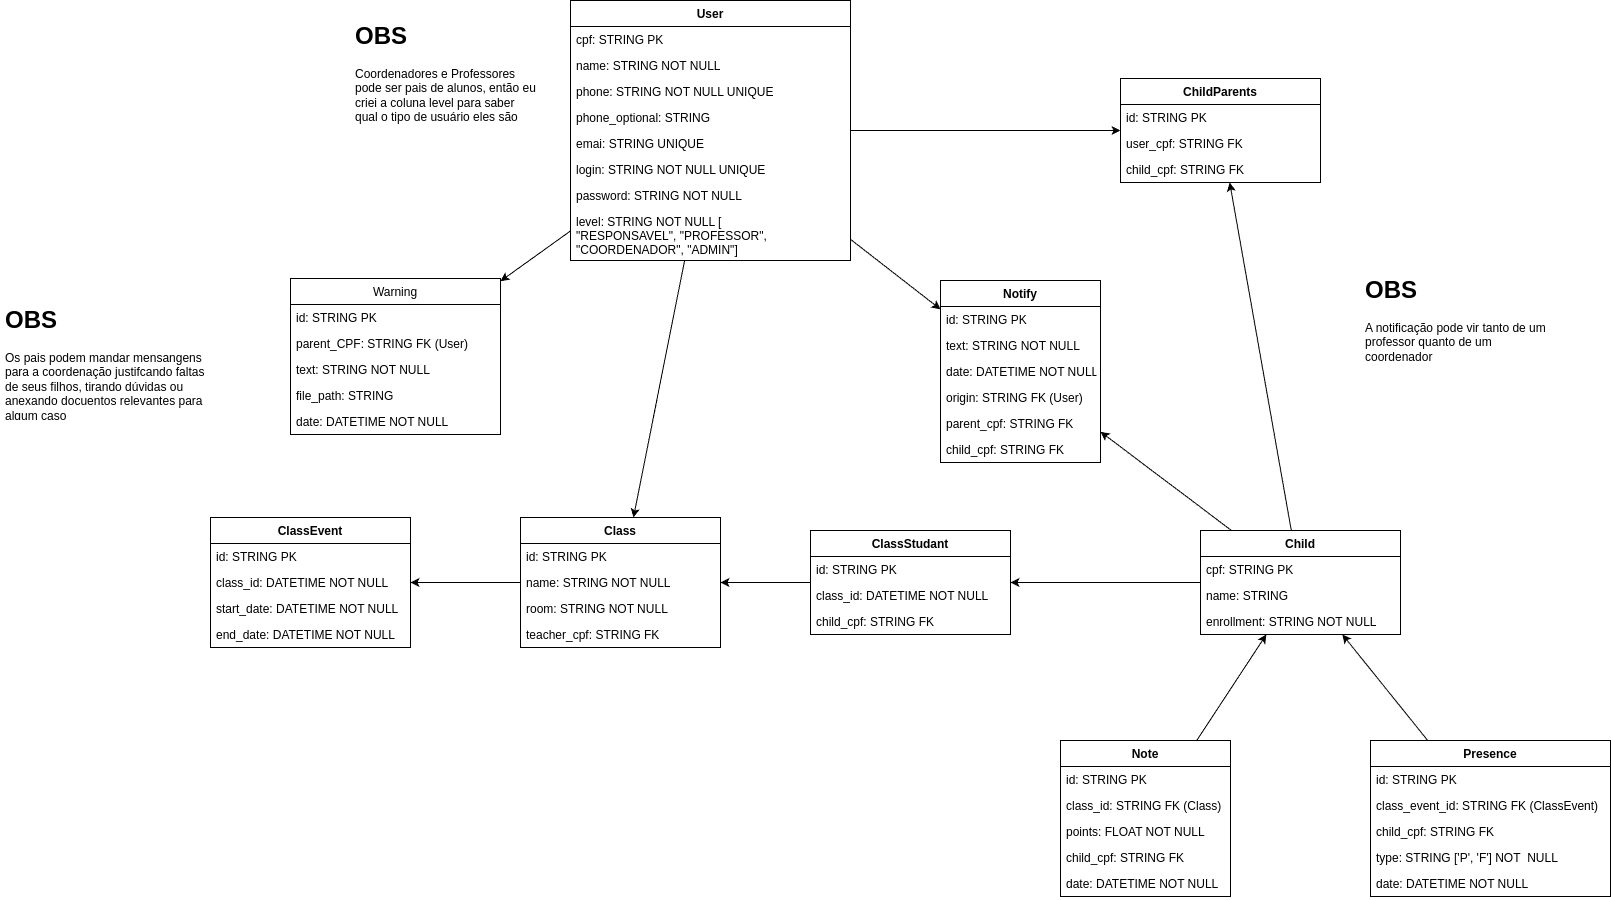 User
cpf: STRING PK
name: STRING NOT NULL
phone: STRING NOT NULL UNIQUE
phone_optional: STRING
emai: STRING UNIQUE
login: STRING NOT NULL UNIQUE
password: STRING NOT NULL
level: STRING NOT NULL [
"RESPONSAVEL", "PROFESSOR",
"COORDENADOR", "ADMIN"]
OBS
Coordenadores e Professores
pode ser pais de alunos, então eu
criei a coluna level para saber
qual o tipo de usuário eles são
ChildParents
id: STRING PK
user_cpf: STRING FK
child_cpf: STRING FK
Warning
id: STRING PK
parent_CPF: STRING FK (User)
text: STRING NOT NULL
file_path: STRING
date: DATETIME NOT NULL
OBS
Os pais podem mandar mensangens
para a coordenação justifcando faltas
de seus filhos, tirando dúvidas ou
anexando docuentos relevantes para
algum caso
Notify
id: STRING PK
text: STRING NOT NULL
date: DATETIME NOT NULL
origin: STRING FK (User)
parent_cpf: STRING FK
child_cpf: STRING FK
OBS
A notificação pode vir tanto de um
professor quanto de um
coordenador
ClassEvent
id: STRING PK
class_id: DATETIME NOT NULL
start_date: DATETIME NOT NULL
end_date: DATETIME NOT NULL
Class
id: STRING PK
name: STRING NOT NULL
room: STRING NOT NULL
teacher_cpf: STRING FK
ClassStudant
id: STRING PK
class_id: DATETIME NOT NULL
child_cpf: STRING FK
Child
cpf: STRING PK
name: STRING
enrollment: STRING NOT NULL
Note
id: STRING PK
class_id: STRING FK (Class)
points: FLOAT NOT NULL
child_cpf: STRING FK
date: DATETIME NOT NULL
Presence
id: STRING PK
class_event_id: STRING FK (ClassEvent)
child_cpf: STRING FK
type: STRING ['P', 'F'] NOT  NULL
date: DATETIME NOT NULL